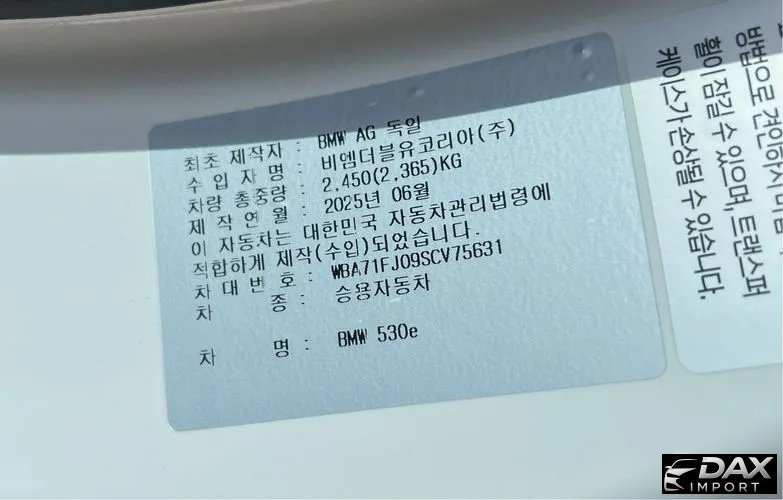 최초 제작자 : BMW AG 독일
수 입 자 명 : 비엠더블유코리아(주)
차량 총중량 : 2,450(2,365)KG
제 작 연 월 : 2025년 06월
이 자동차는 대한민국 자동차관리법령에
적합하게 제작(수입)되었습니다.
차 대 번 호 : WBA71FJ09SCV75631
차 종 : 승용자동차
차 명 : BMW 530e
방법으로 견인하시
휠이 잠길 수 있으며, 트랜스퍼
케이스가 손상될 수 있습니다.
DAX
IMPORT